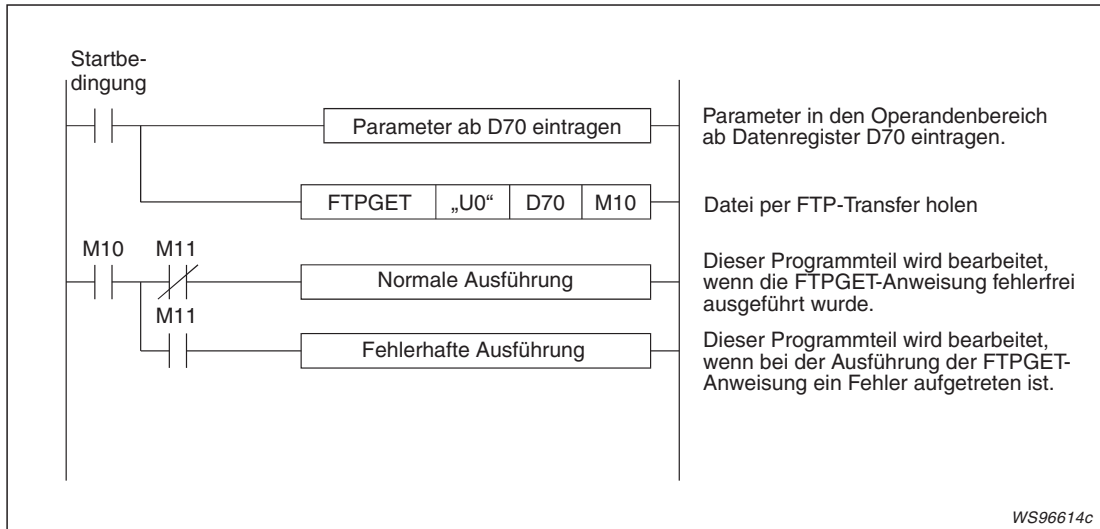 Startbe-
dingung
Parameter ab D70 eintragen
Parameter in den Operandenbereich
ab Datenregister D70 eintragen.
FTPGET „U0“ D70 M10
Datei per FTP-Transfer holen
M10 M11
Normale Ausführung
Dieser Programmteil wird bearbeitet,
wenn die FTPGET-Anweisung fehlerfrei
ausgeführt wurde.
M11
Fehlerhafte Ausführung
Dieser Programmteil wird bearbeitet,
wenn bei der Ausführung der FTPGET-
Anweisung ein Fehler aufgetreten ist.
WS96614c